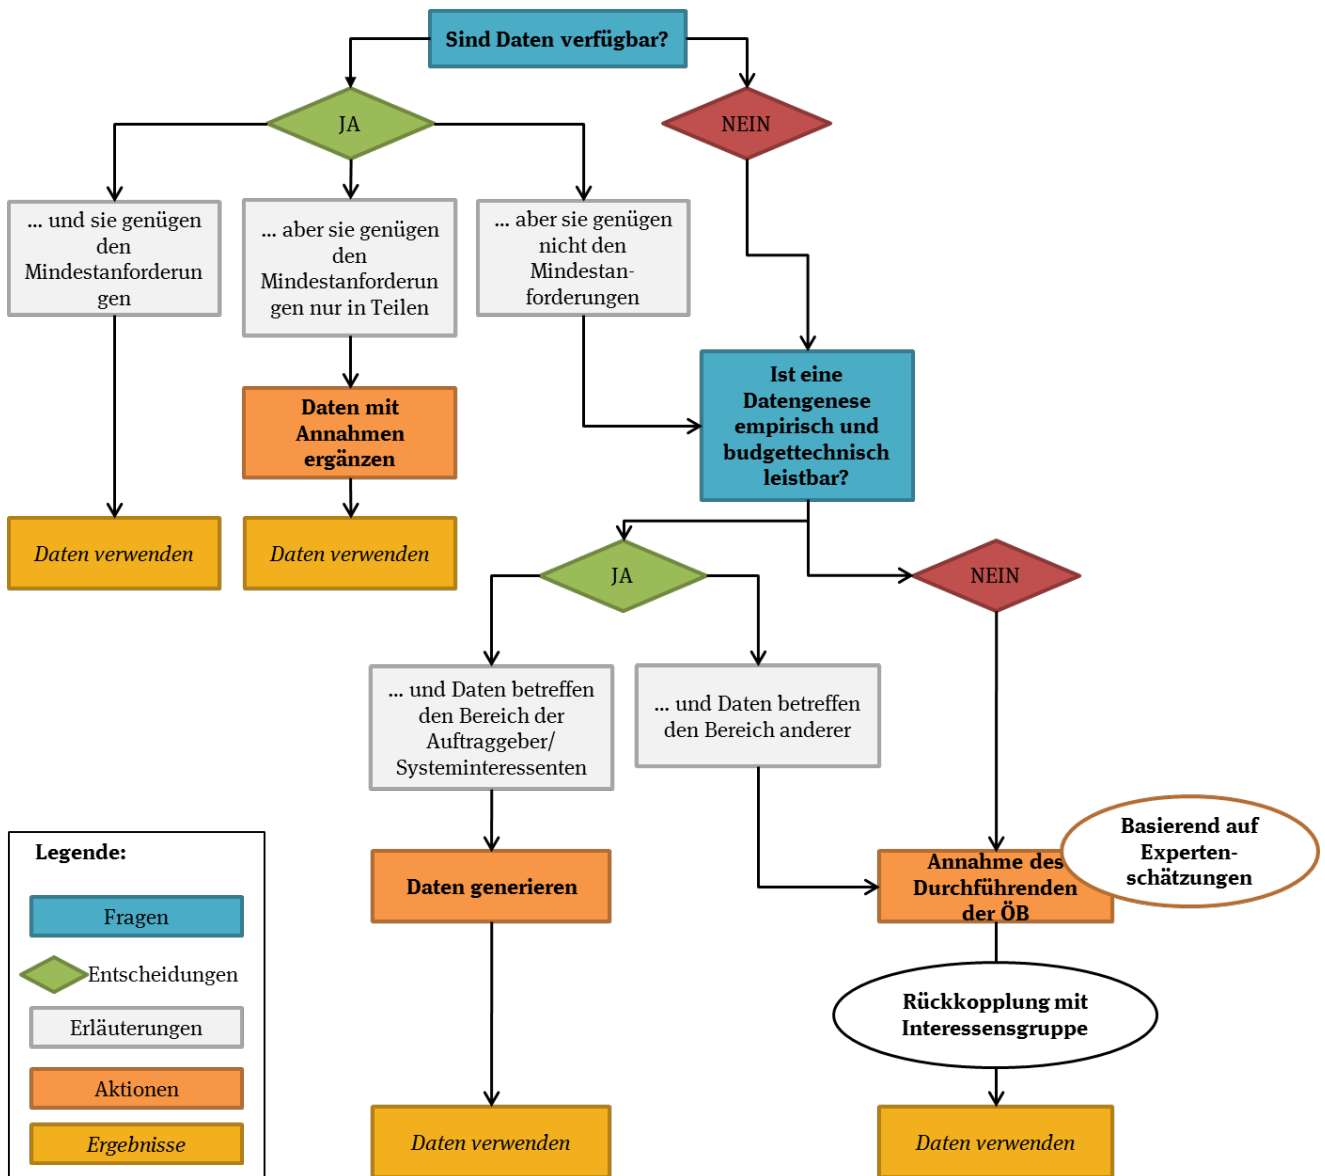 Sind Daten verfügbar?
JA
NEIN
... und sie genügen
den
Mindestanforderun
gen
... aber sie genügen
den
Mindestanforderun
gen nur in Teilen
... aber sie genügen
nicht den
Mindestan-
forderungen
Daten mit
Annahmen
ergänzen
Ist eine
Datengenese
empirisch und
budgettechnisch
leistbar?
Daten verwenden
Daten verwenden
JA
NEIN
... und Daten betreffen
den Bereich der
Auftraggeber/
Systeminteressenten
... und Daten betreffen
den Bereich anderer
Basierend auf
Experten-
schätzungen
Daten generieren
Annahme des
Durchführenden
der ÖB
Rückkopplung mit
Interessensgruppe
Daten verwenden
Daten verwenden
Legende:
Fragen
Entscheidungen
Erläuterungen
Aktionen
Ergebnisse